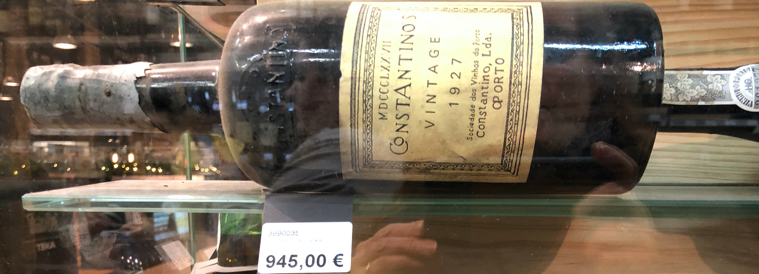 MDCCCLXXVII
CONSTANTINO'S
VINTAGE
1927
Sociedade dos Vinhos do Porto
Constantino, Lda.
OPORTO
945,00 €